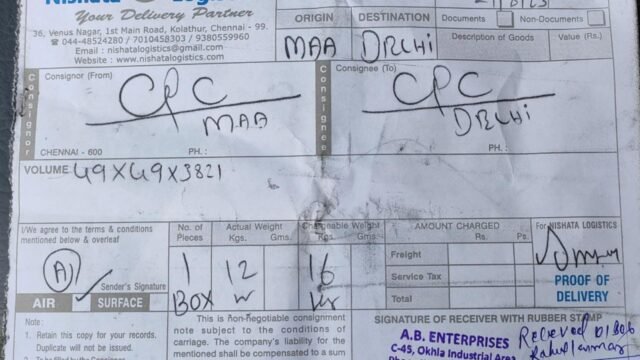 Nishata Logistics
Your Delivery Partner
36, Venus Nagar, 1st Main Road, Kolathur, Chennai - 99.
☎ 044-48524280 / 7010458303 / 9380559960
Email : nishatalogistics@gmail.com
Website : www.nishatalogistics.com
ORIGIN
MAA
DESTINATION
DELHI
Documents
Non-Documents
Description of Goods
Value (Rs.)
Consignor
Consignor (From)
CPC
MAA
CHENNAI - 600
PH. :
Consignee
Consignee (To)
CPC
DELHI
PH. :
VOLUME 49X49X38Z1
I/We agree to the terms & conditions
mentioned below & overleaf
A
Sender's Signature
AIR
SURFACE
No. of
Pieces
1
BOX
Actual Weight
Kgs. Gms.
12
Chargeable Weight
Kgs. Gms.
16
AMOUNT CHARGED
Rs. Ps.
Freight
Service Tax
Total
For NISHATA LOGISTICS
PROOF OF
DELIVERY
Note :
1. Retain this copy for your records.
Duplicate will not be issued.
This is non-negotiable consignment
note subject to the conditions of
carriage. The company's liability for
the mentioned shall be compensated to a sum
SIGNATURE OF RECEIVER WITH RUBBER STAMP
A.B. ENTERPRISES
C-45, Okhla Industrial Area
Recieved